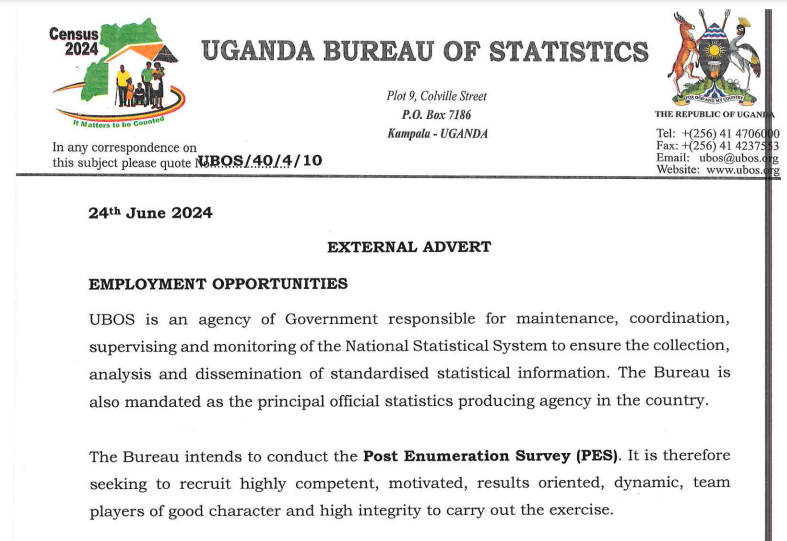 Census
2024
It Matters to be Counted
UGANDA BUREAU OF STATISTICS
Plot 9, Colville Street
P.O. Box 7186
Kampala - UGANDA
FOR GOD AND MY COUNTRY
THE REPUBLIC OF UGANDA
Tel: +(256) 41 4706000
Fax: +(256) 41 4237553
Email: ubos@ubos.org
Website: www.ubos.org
In any correspondence on
this subject please quote No. UBOS/40/4/10
24th June 2024
EXTERNAL ADVERT
EMPLOYMENT OPPORTUNITIES
UBOS is an agency of Government responsible for maintenance, coordination,
supervising and monitoring of the National Statistical System to ensure the collection,
analysis and dissemination of standardised statistical information. The Bureau is
also mandated as the principal official statistics producing agency in the country.
The Bureau intends to conduct the Post Enumeration Survey (PES). It is therefore
seeking to recruit highly competent, motivated, results oriented, dynamic, team
players of good character and high integrity to carry out the exercise.